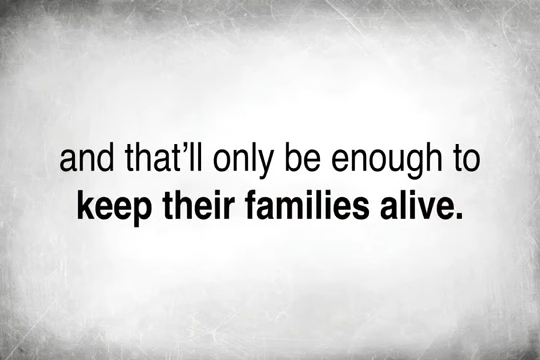 and that’ll only be enough to
keep their families alive.